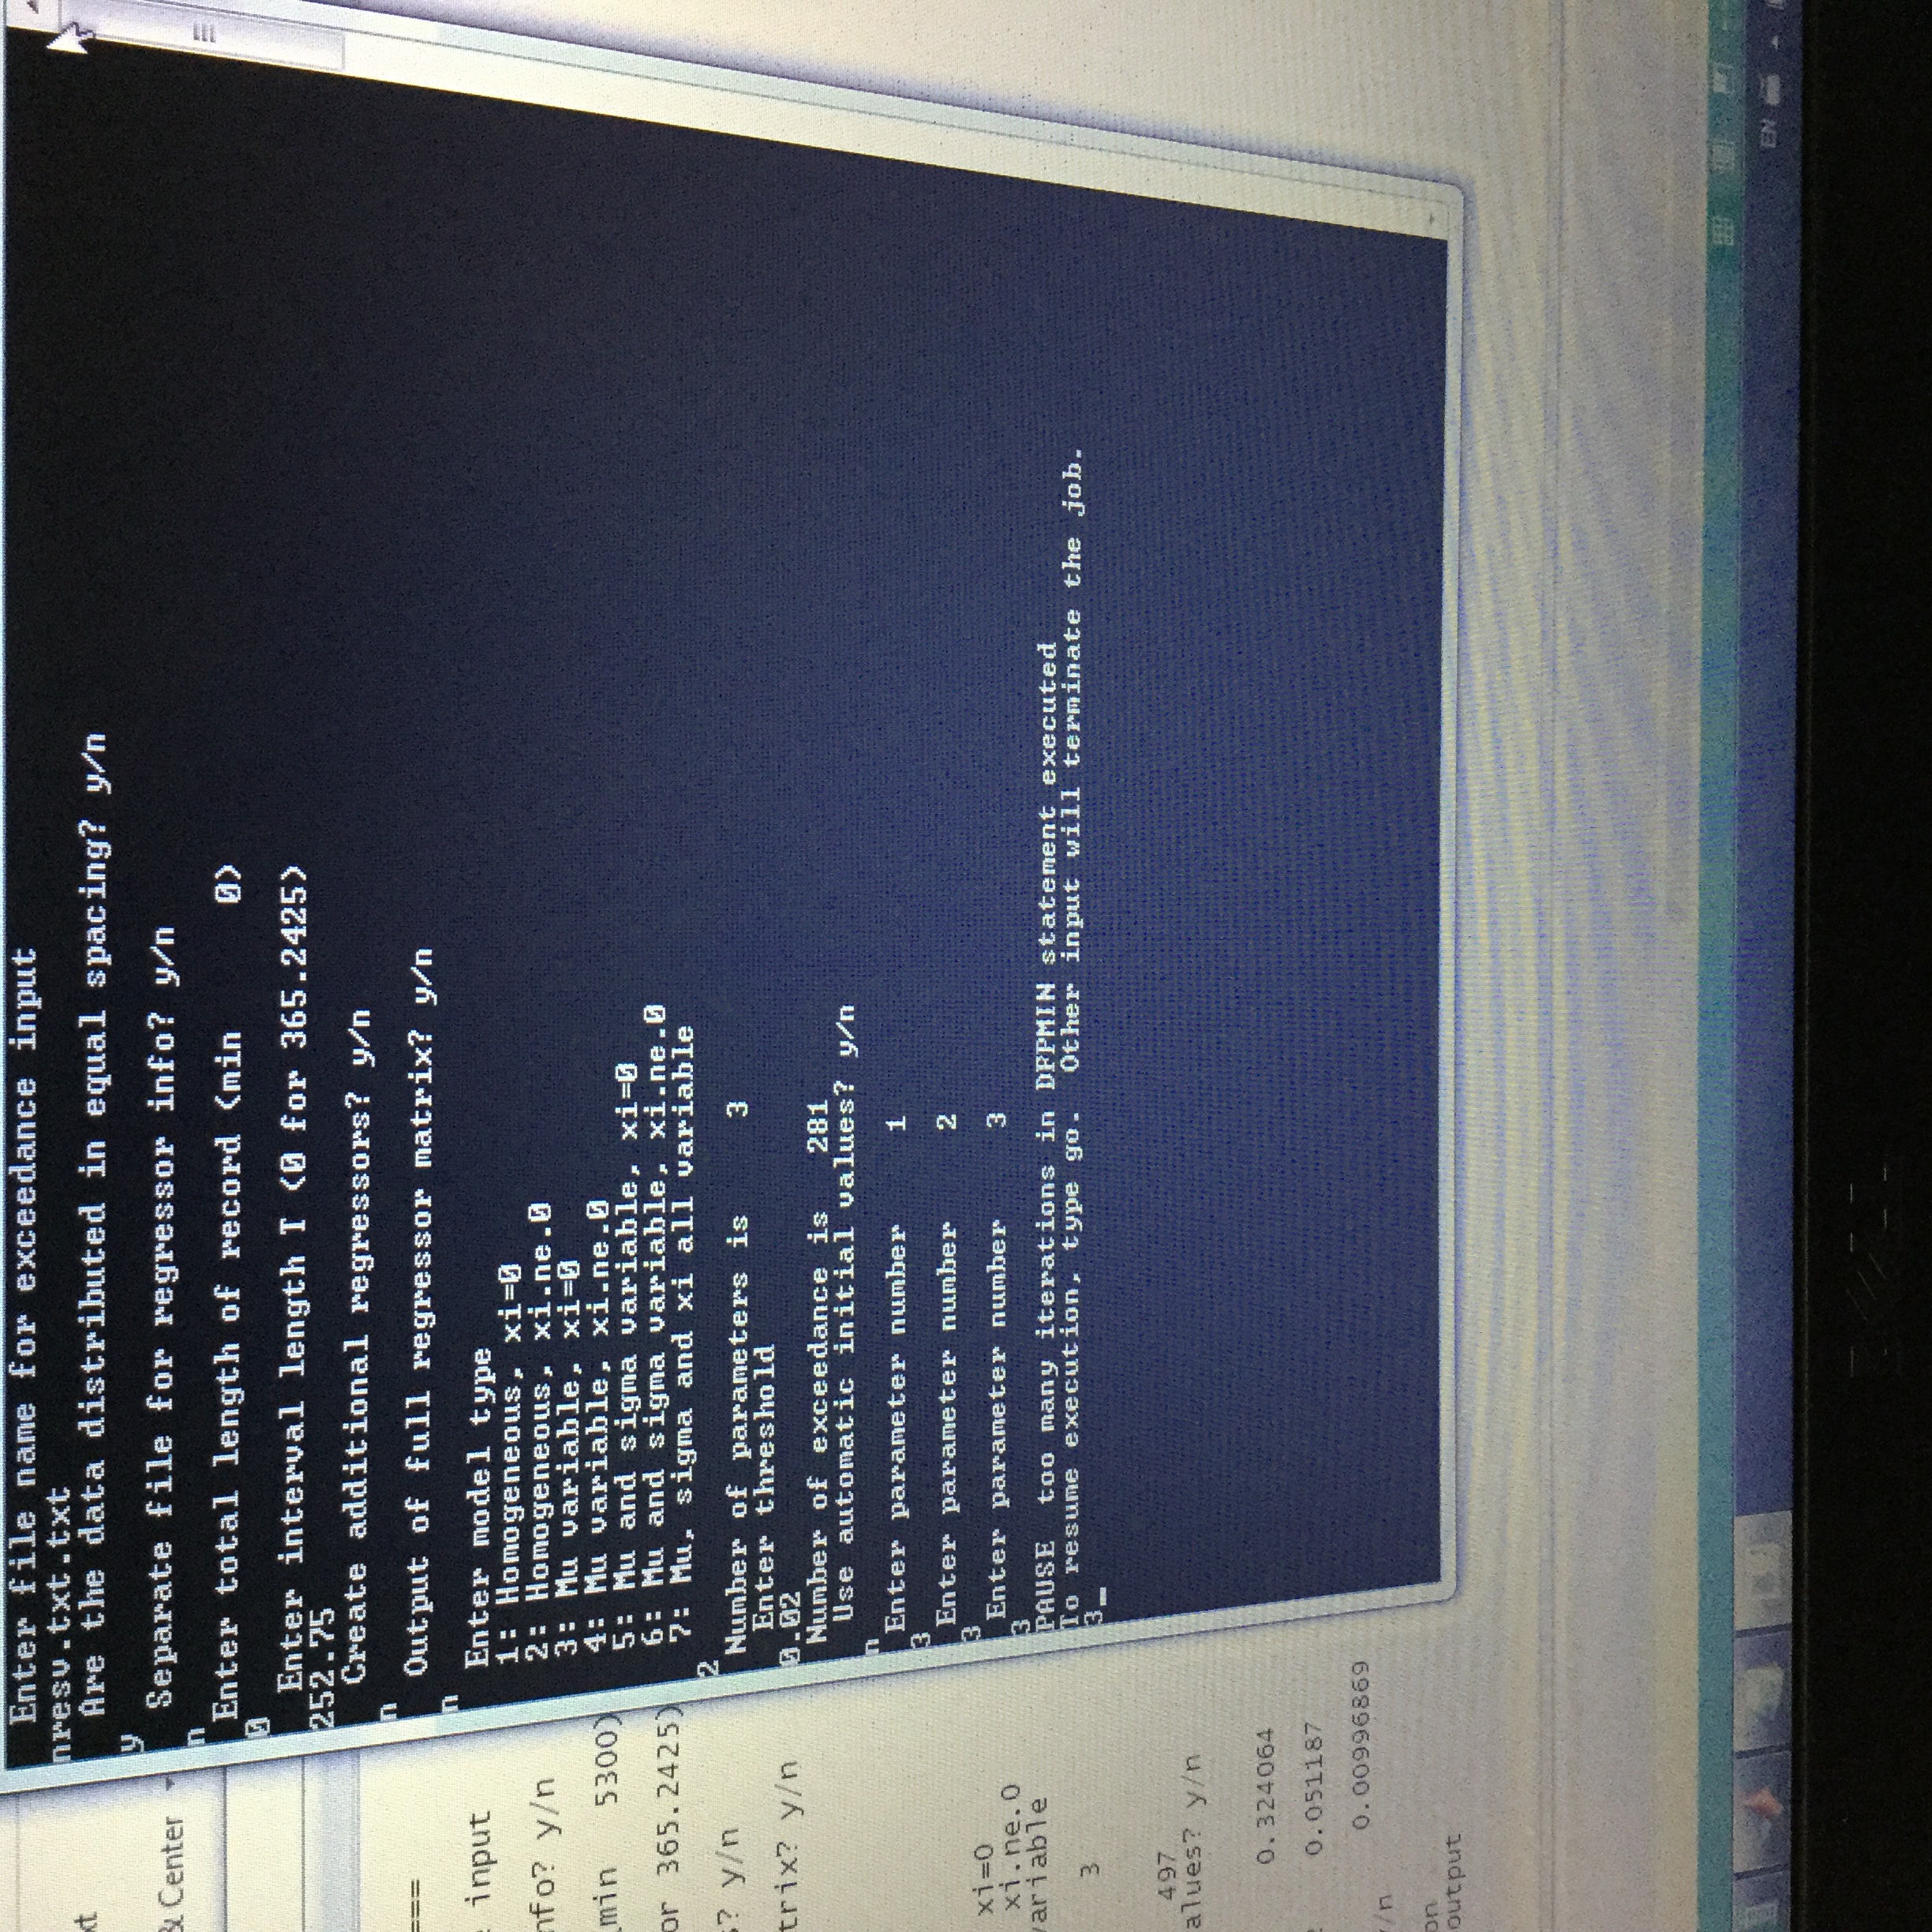 Enter file name for exceedance input
nresv.txt.txt
Are the data distributed in equal spacing? y/n
y
Separate file for regressor info? y/n
n
Enter total length of record (min 0)
0
Enter interval length T (0 for 365.2425)
252.75
Create additional regressors? y/n
n
Output of full regressor matrix? y/n
n
Enter model type
1: Homogeneous, xi=0
2: Homogeneous, xi.ne.0
3: Mu variable, xi=0
4: Mu variable, xi.ne.0
5: Mu and sigma variable, xi=0
6: Mu and sigma variable, xi.ne.0
7: Mu, sigma and xi all variable
2
Number of parameters is 3
Enter threshold
0.02
Number of exceedance is 281
Use automatic initial values? y/n
n
Enter parameter number 1
3
Enter parameter number 2
3
Enter parameter number 3
3
PAUSE too many iterations in DFPMIN statement executed
To resume execution, type go. Other input will terminate the job.
3_
xt
& Center
===
e input
nfo? y/n
(min 5300)
or 365.2425)
s? y/n
trix? y/n
xi=0
xi.ne.0
variable
3
497
alues? y/n
0.324064
0.051187
0.00996869
y/n
on
output
EN
DELL